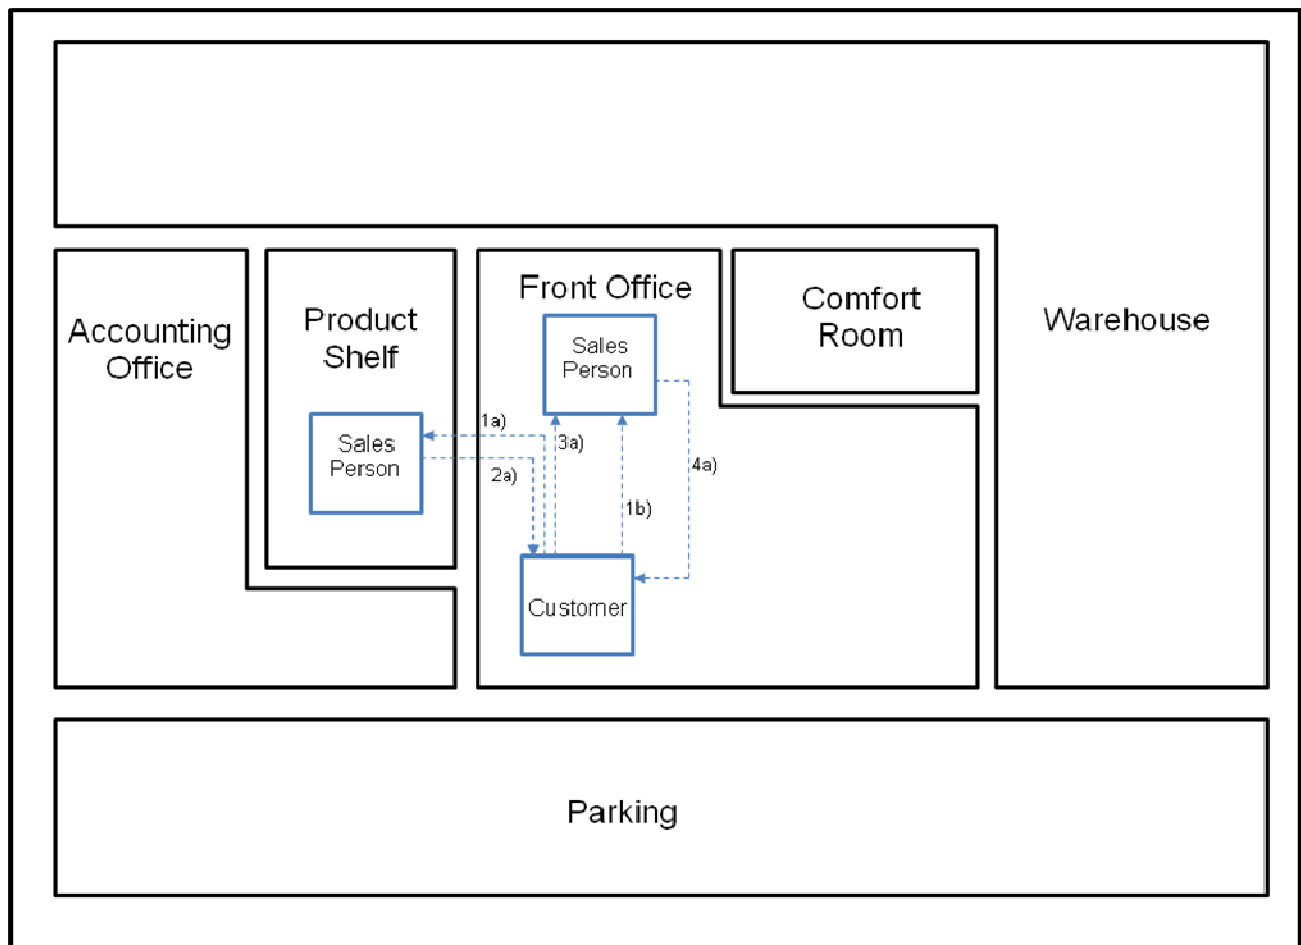 Front Office
Comfort
Room
Product
Shelf
Accounting
Office
Warehouse
Sales
Person
1a)
3a)
Sales
Person
4a)
2a)
1b)
Customer
Parking